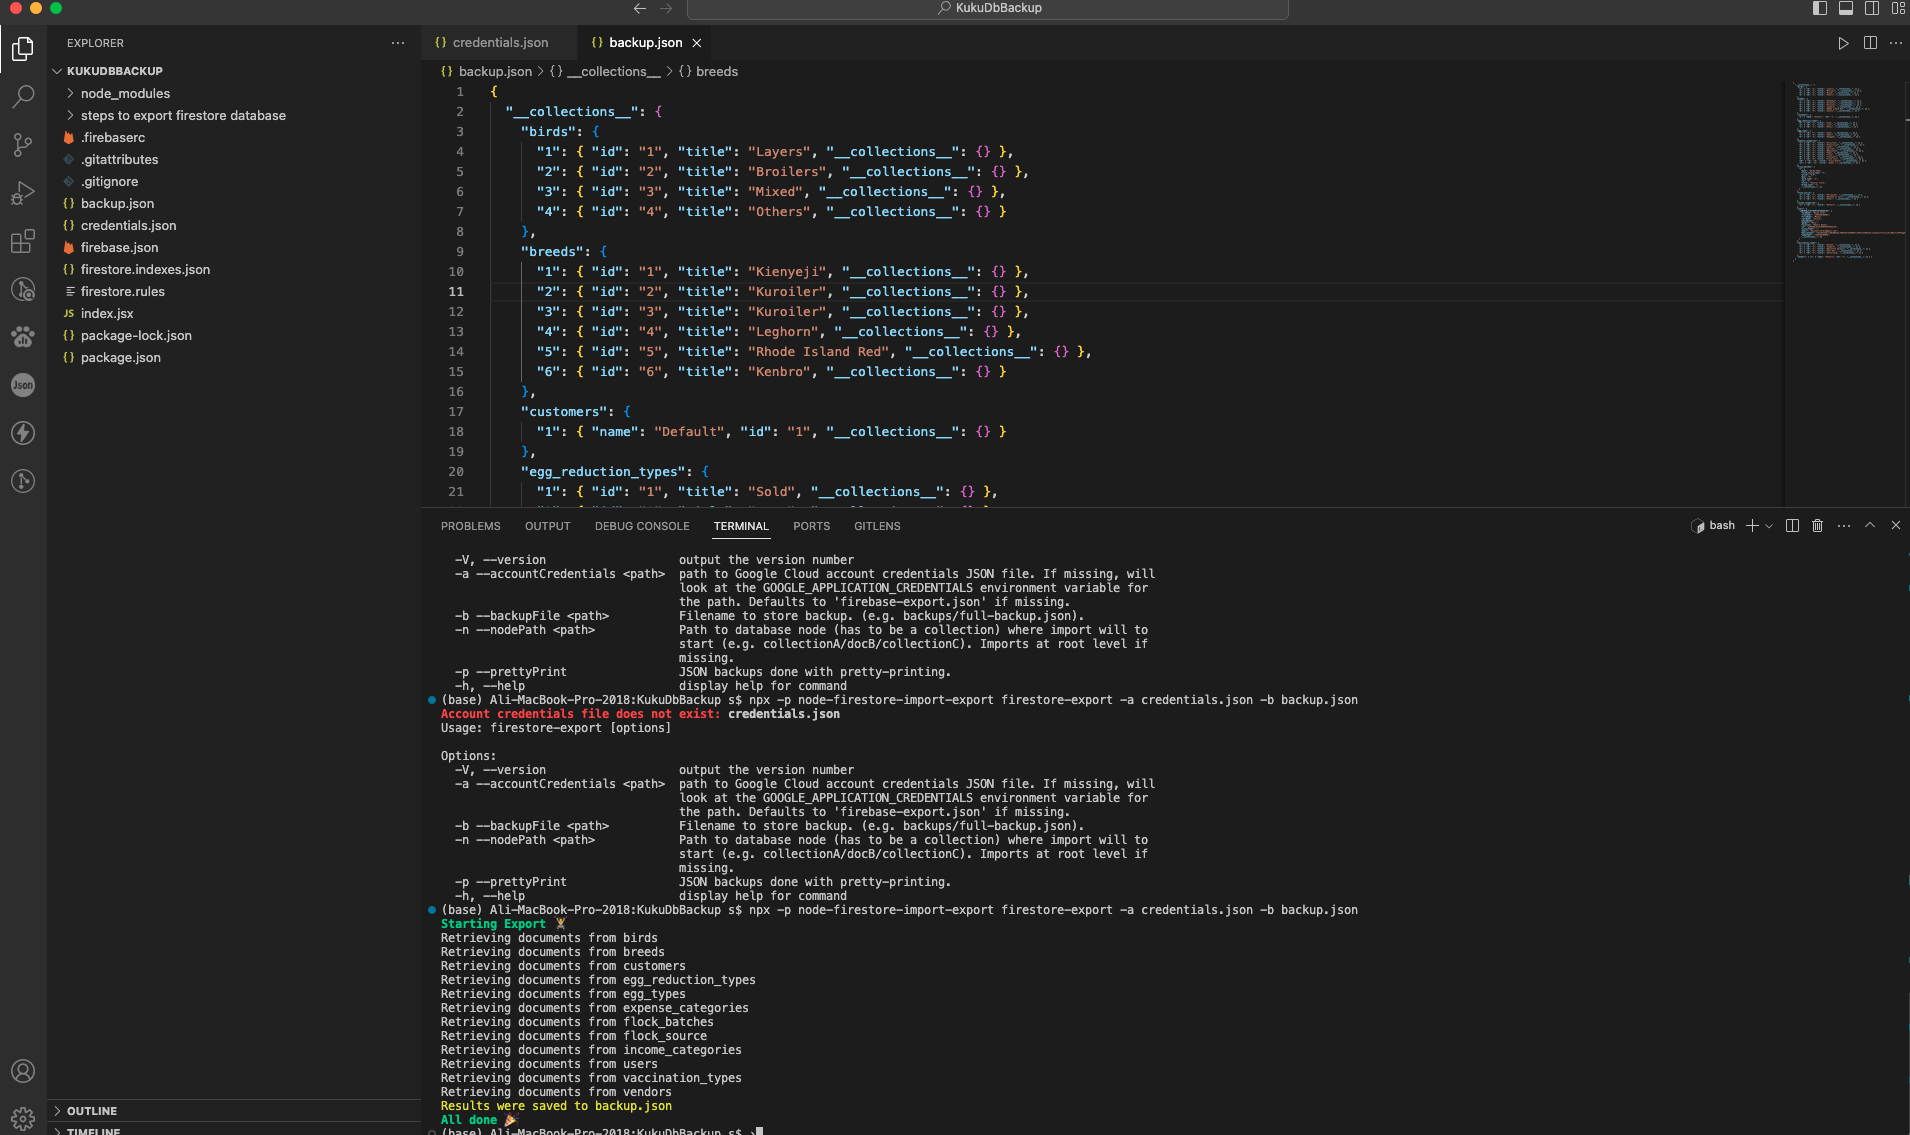 KukuDbBackup
EXPLORER
KUKUDBBACKUP
node_modules
steps to export firestore database
.firebaserc
.gitattributes
.gitignore
{} backup.json
{} credentials.json
firebase.json
{} firestore.indexes.json
firestore.rules
JS index.jsx
{} package-lock.json
{} package.json
Json
OUTLINE
TIMELINE
{} credentials.json
{} backup.json
{} backup.json > {} __collections__ > {} breeds
1 {
2 "__collections__": {
3 "birds": {
4 "1": { "id": "1", "title": "Layers", "__collections__": {} },
5 "2": { "id": "2", "title": "Broilers", "__collections__": {} },
6 "3": { "id": "3", "title": "Mixed", "__collections__": {} },
7 "4": { "id": "4", "title": "Others", "__collections__": {} }
8 },
9 "breeds": {
10 "1": { "id": "1", "title": "Kienyeji", "__collections__": {} },
11 "2": { "id": "2", "title": "Kuroiler", "__collections__": {} },
12 "3": { "id": "3", "title": "Kuroiler", "__collections__": {} },
13 "4": { "id": "4", "title": "Leghorn", "__collections__": {} },
14 "5": { "id": "5", "title": "Rhode Island Red", "__collections__": {} },
15 "6": { "id": "6", "title": "Kenbro", "__collections__": {} }
16 },
17 "customers": {
18 "1": { "name": "Default", "id": "1", "__collections__": {} }
19 },
20 "egg_reduction_types": {
21 "1": { "id": "1", "title": "Sold", "__collections__": {} },
PROBLEMS OUTPUT DEBUG CONSOLE TERMINAL PORTS GITLENS
bash
-V, --version output the version number
-a --accountCredentials <path> path to Google Cloud account credentials JSON file. If missing, will
look at the GOOGLE_APPLICATION_CREDENTIALS environment variable for
the path. Defaults to 'firebase-export.json' if missing.
-b --backupFile <path> Filename to store backup. (e.g. backups/full-backup.json).
-n --nodePath <path> Path to database node (has to be a collection) where import will to
start (e.g. collectionA/docB/collectionC). Imports at root level if
missing.
-p --prettyPrint JSON backups done with pretty-printing.
-h, --help display help for command
(base) Ali-MacBook-Pro-2018:KukuDbBackup s$ npx -p node-firestore-import-export firestore-export -a credentials.json -b backup.json
Account credentials file does not exist: credentials.json
Usage: firestore-export [options]
Options:
-V, --version output the version number
-a --accountCredentials <path> path to Google Cloud account credentials JSON file. If missing, will
look at the GOOGLE_APPLICATION_CREDENTIALS environment variable for
the path. Defaults to 'firebase-export.json' if missing.
-b --backupFile <path> Filename to store backup. (e.g. backups/full-backup.json).
-n --nodePath <path> Path to database node (has to be a collection) where import will to
start (e.g. collectionA/docB/collectionC). Imports at root level if
missing.
-p --prettyPrint JSON backups done with pretty-printing.
-h, --help display help for command
(base) Ali-MacBook-Pro-2018:KukuDbBackup s$ npx -p node-firestore-import-export firestore-export -a credentials.json -b backup.json
Starting Export 🏋️
Retrieving documents from birds
Retrieving documents from breeds
Retrieving documents from customers
Retrieving documents from egg_reduction_types
Retrieving documents from egg_types
Retrieving documents from expense_categories
Retrieving documents from flock_batches
Retrieving documents from flock_source
Retrieving documents from income_categories
Retrieving documents from users
Retrieving documents from vaccination_types
Retrieving documents from vendors
Results were saved to backup.json
All done 🎉
(base) Ali-MacBook-Pro-2018:KukuDbBackup s$